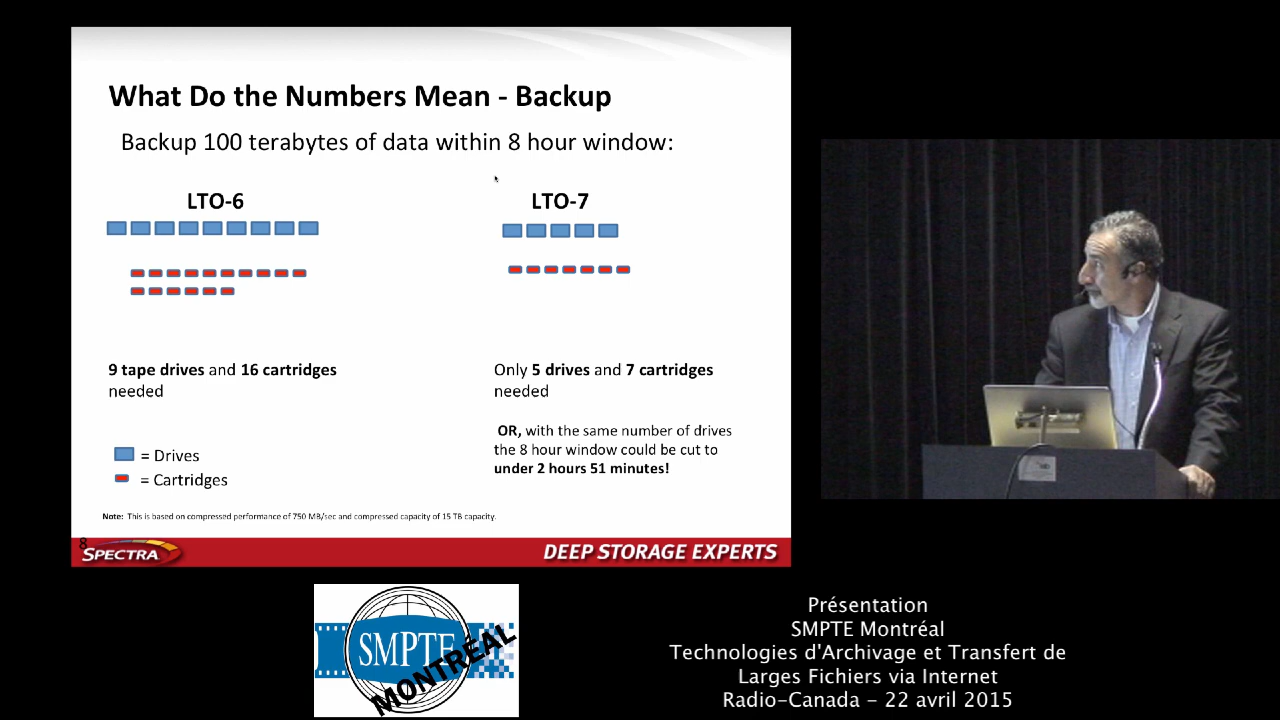 What Do the Numbers Mean - Backup
Backup 100 terabytes of data within 8 hour window:
LTO-6
LTO-7
9 tape drives and 16 cartridges
needed
Only 5 drives and 7 cartridges
needed
OR, with the same number of drives
the 8 hour window could be cut to
under 2 hours 51 minutes!
= Drives
= Cartridges
Note: This is based on compressed performance of 750 MB/sec and compressed capacity of 15 TB capacity.
8
SPECTRA
DEEP STORAGE EXPERTS
SMPTE
MONTRÉAL
Présentation
SMPTE Montréal
Technologies d'Archivage et Transfert de
Larges Fichiers via Internet
Radio-Canada - 22 avril 2015